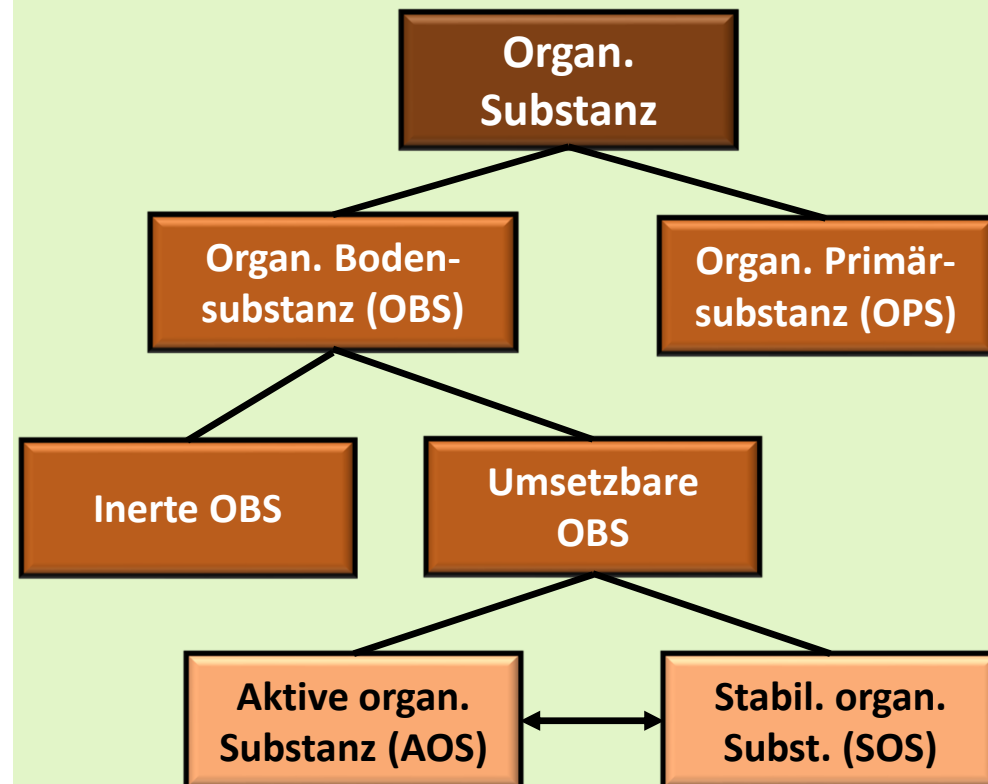 Organ.
Substanz
Organ. Boden-
substanz (OBS)
Organ. Primär-
substanz (OPS)
Inerte OBS
Umsetzbare
OBS
Aktive organ.
Substanz (AOS)
Stabil. organ.
Subst. (SOS)